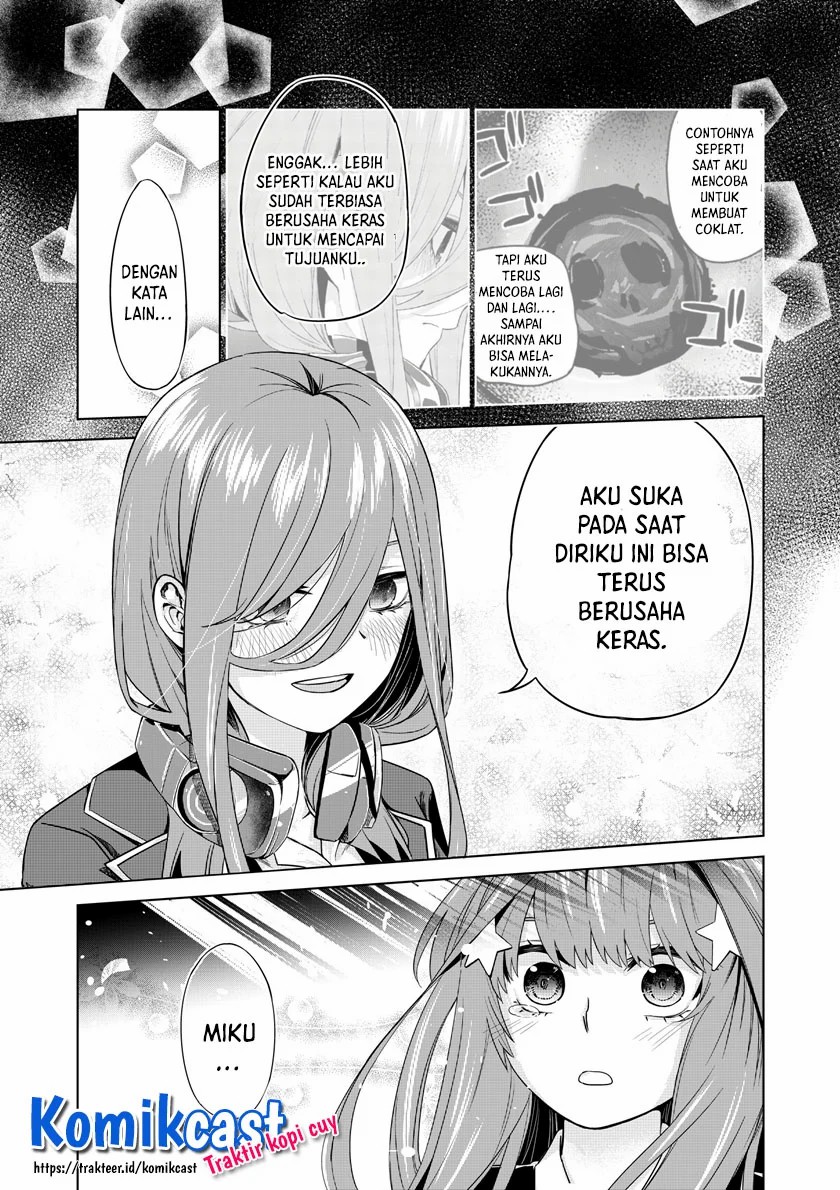 CONTOHNYA
SEPERTI
SAAT AKU
MENCOBA
UNTUK
MEMBUAT
COKLAT.
TAPI AKU
TERUS
MENCOBA LAGI
DAN LAGI....
SAMPAI
AKHIRNYA AKU
BISA MELA-
KUKANNYA.
ENGGAK... LEBIH
SEPERTI KALAU AKU
SUDAH TERBIASA
BERUSAHA KERAS
UNTUK MENCAPAI
TUJUANKU..
DENGAN
KATA
LAIN...
AKU SUKA
PADA SAAT
DIRIKU INI BISA
TERUS
BERUSAHA
KERAS.
MIKU
...
Komikcast
Traktir kopi cuy
https://trakteer.id/komikcast